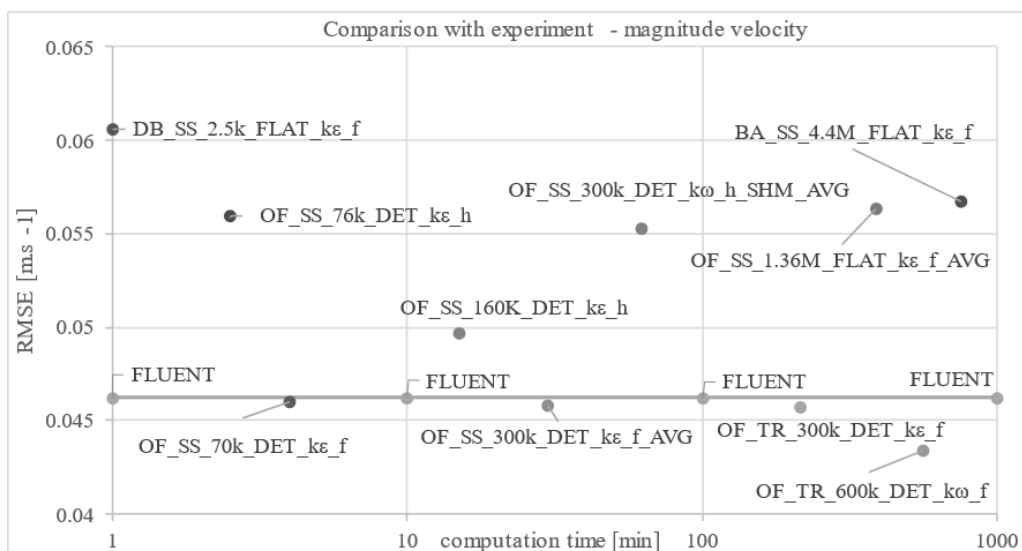 Comparison with experiment - magnitude velocity
0.065
DB_SS_2.5k_FLAT_kε_f
BA_SS_4.4M_FLAT_kε_f
0.06
OF_SS_300k_DET_kω_h_SHM_AVG
OF_SS_76k_DET_kε_h
0.055
OF_SS_1.36M_FLAT_kε_f_AVG
RMSE [m.s -1]
OF_SS_160K_DET_kε_h
0.05
FLUENT
FLUENT
FLUENT
FLUENT
0.045
OF_SS_70k_DET_kε_f
OF_SS_300k_DET_kε_f_AVG
OF_TR_300k_DET_kε_f
OF_TR_600k_DET_kω_f
0.04
1
10
100
1000
computation time [min]